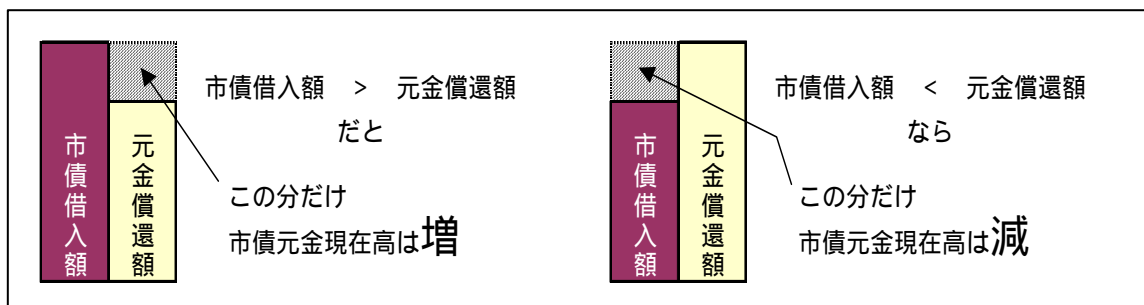 市債借入額
元金償還額
市債借入額 > 元金償還額
だと
この分だけ
市債元金現在高は増
市債借入額
元金償還額
市債借入額 < 元金償還額
なら
この分だけ
市債元金現在高は減